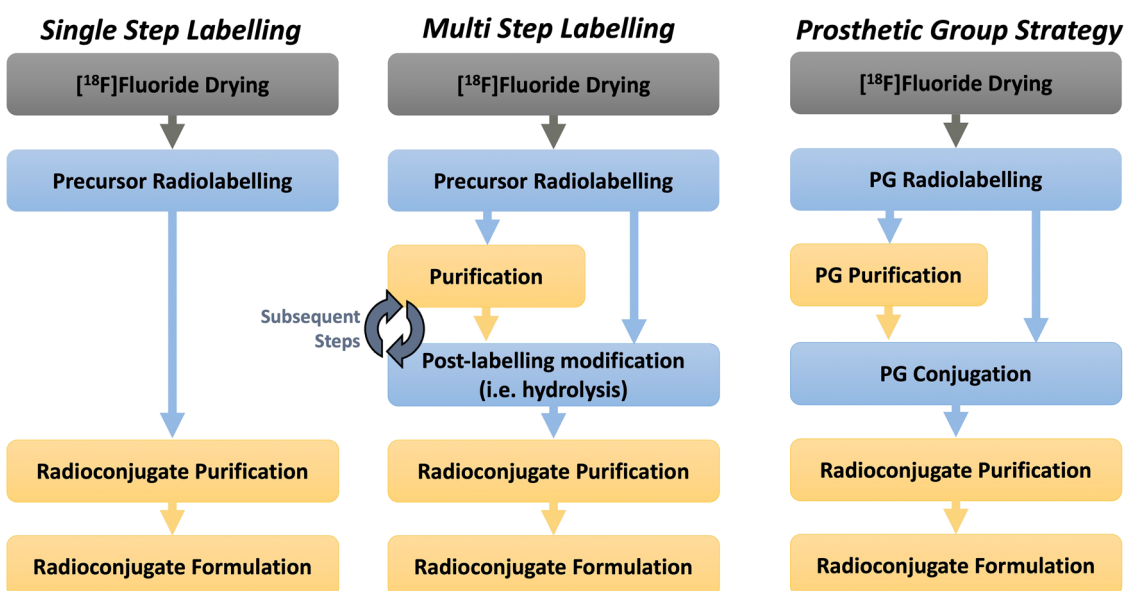 Single Step Labelling
[¹⁸F]Fluoride Drying
Precursor Radiolabelling
Radioconjugate Purification
Radioconjugate Formulation
Multi Step Labelling
[¹⁸F]Fluoride Drying
Precursor Radiolabelling
Purification
Subsequent
Steps
Post-labelling modification
(i.e. hydrolysis)
Radioconjugate Purification
Radioconjugate Formulation
Prosthetic Group Strategy
[¹⁸F]Fluoride Drying
PG Radiolabelling
PG Purification
PG Conjugation
Radioconjugate Purification
Radioconjugate Formulation